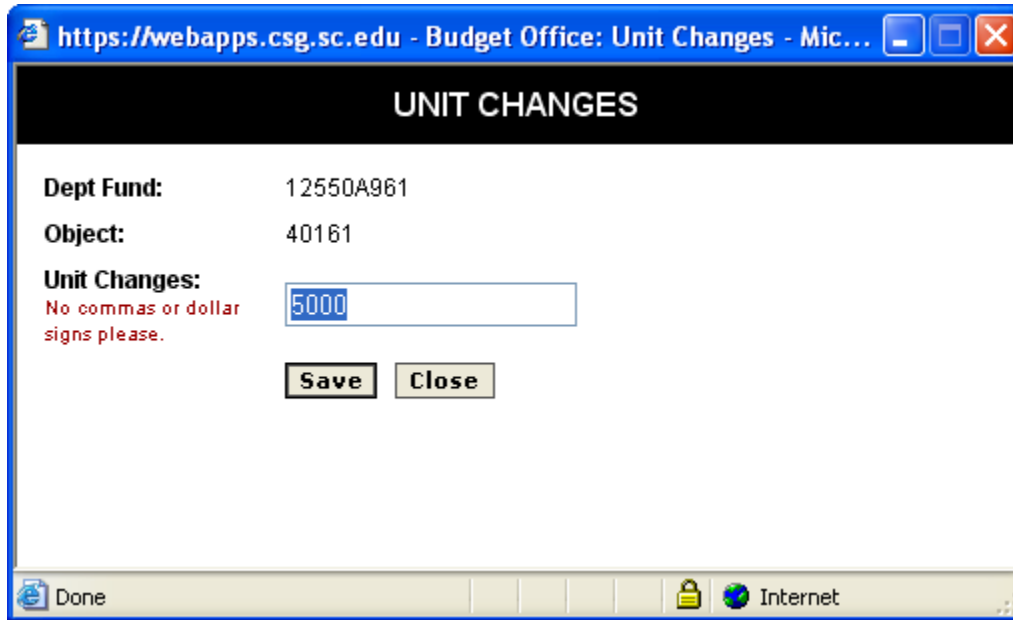 https://webapps.csg.sc.edu - Budget Office: Unit Changes - Mic...
UNIT CHANGES
Dept Fund: 12550A961
Object: 40161
Unit Changes:
No commas or dollar
signs please.
5000
Save Close
Done Internet